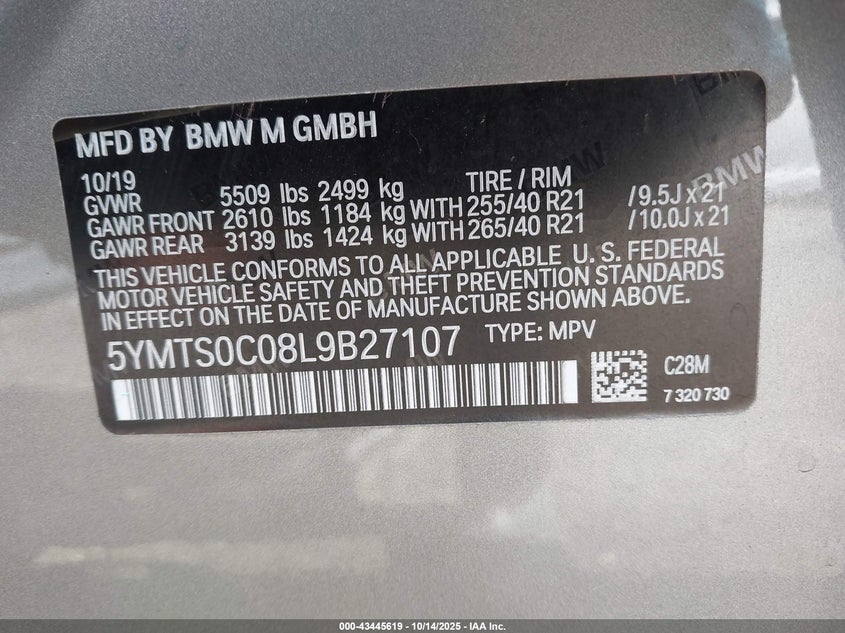 MFD BY BMW M GMBH
10/19 TIRE / RIM
GVWR 5509 lbs 2499 kg
GAWR FRONT 2610 lbs 1184 kg WITH 255/40 R21 /9.5J x 21
GAWR REAR 3139 lbs 1424 kg WITH 265/40 R21 /10.0J x 21
THIS VEHICLE CONFORMS TO ALL APPLICABLE U. S. FEDERAL
MOTOR VEHICLE SAFETY AND THEFT PREVENTION STANDARDS
IN EFFECT ON THE DATE OF MANUFACTURE SHOWN ABOVE.
5YMTS0C08L9B27107 TYPE: MPV
C28M
7 320 730
000-43445619 | 10/14/2025 - IAA Inc.